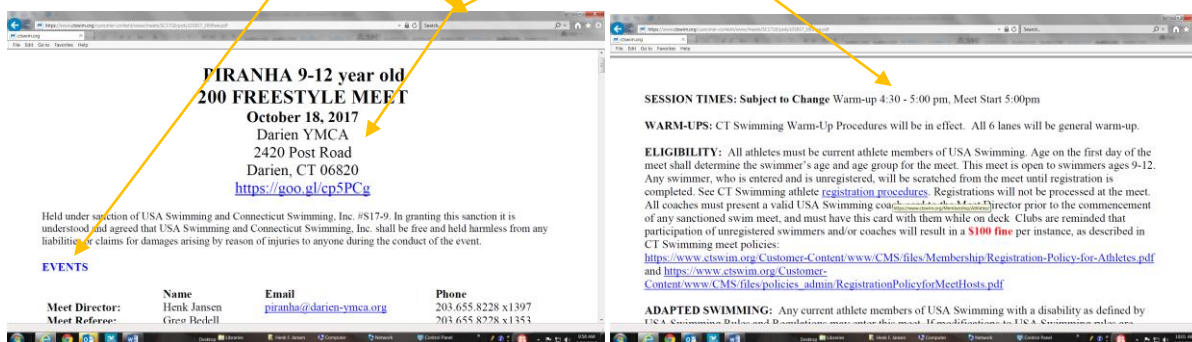 PIRANHA 9-12 year old
200 FREESTYLE MEET
October 18, 2017
Darien YMCA
2420 Post Road
Darien, CT 06820
https://goo.gl/cp5PCg
Held under sanction of USA Swimming and Connecticut Swimming, Inc. #S17-9. In granting this sanction it is
understood and agreed that USA Swimming and Connecticut Swimming, Inc. shall be free and held harmless from any
liabilities or claims for damages arising by reason of injuries to anyone during the conduct of the event.
EVENTS
Name Email Phone
Meet Director: Henk Jansen piranha@darien-ymca.org 203.655.8228 x1397
Meet Referee: Greg Bedell 203.655.8228 x1353
SESSION TIMES: Subject to Change Warm-up 4:30 - 5:00 pm, Meet Start 5:00pm
WARM-UPS: CT Swimming Warm-Up Procedures will be in effect. All 6 lanes will be general warm-up.
ELIGIBILITY: All athletes must be current athlete members of USA Swimming. Age on the first day of the
meet shall determine the swimmer's age and age group for the meet. This meet is open to swimmers ages 9-12.
Any swimmer, who is entered and is unregistered, will be scratched from the meet until registration is
completed. See CT Swimming athlete registration procedures. Registrations will not be processed at the meet.
All coaches must present a valid USA Swimming coach card to the Meet Director prior to the commencement
of any sanctioned swim meet, and must have this card with them while on deck Clubs are reminded that
participation of unregistered swimmers and/or coaches will result in a $100 fine per instance, as described in
CT Swimming meet policies:
https://www.ctswim.org/Customer-Content/www/CMS/files/Membership/Registration-Policy-for-Athletes.pdf
and https://www.ctswim.org/Customer-
Content/www/CMS/files/policies_admin/RegistrationPolicyforMeetHosts.pdf
ADAPTED SWIMMING: Any current athlete members of USA Swimming with a disability as defined by
USA Swimming Rules and Regulations may enter this meet. If modifications to USA Swimming rules are